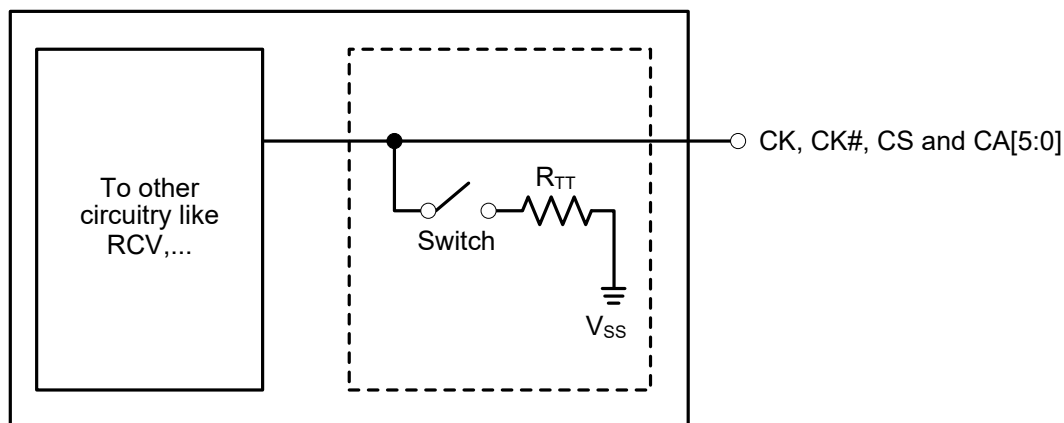 To other
circuitry like
RCV,...
CK, CK#, CS and CA[5:0]
RTT
Switch
VSS